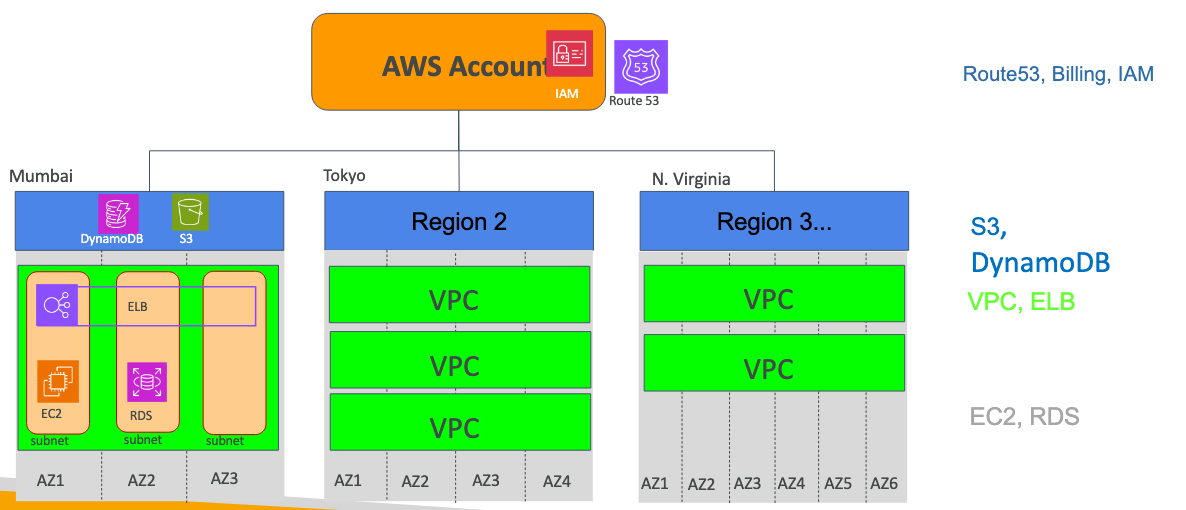 AWS Account
IAM
53
Route 53
Route53, Billing, IAM
Mumbai
Tokyo
N. Virginia
DynamoDB
S3
Region 2
Region 3...
S3,
DynamoDB
VPC, ELB
ELB
EC2
RDS
subnet
subnet
subnet
AZ1
AZ2
AZ3
VPC
VPC
VPC
AZ1
AZ2
AZ3
AZ4
VPC
VPC
AZ1
AZ2
AZ3
AZ4
AZ5
AZ6
EC2, RDS